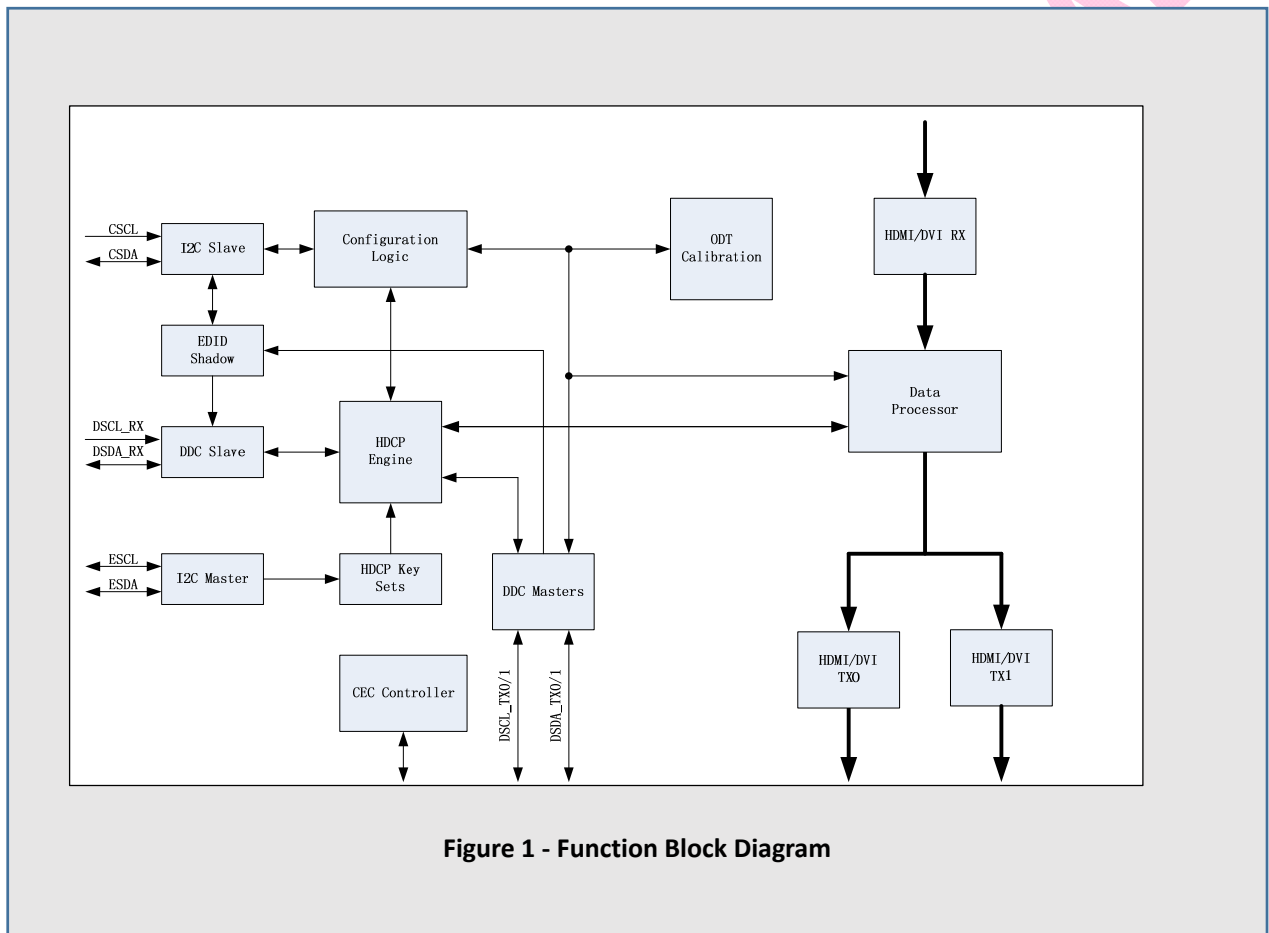 CSCL
CSDA
I2C Slave
Configuration
Logic
ODT
Calibration
HDMI/DVI RX
EDID
Shadow
Data
Processor
DSCL_RX
DSDA_RX
DDC Slave
HDCP
Engine
ESCL
ESDA
I2C Master
HDCP Key
Sets
DDC Masters
CEC Controller
DSCL_TX0/1
DSDA_TX0/1
HDMI/DVI
TX0
HDMI/DVI
TX1
Figure 1 - Function Block Diagram